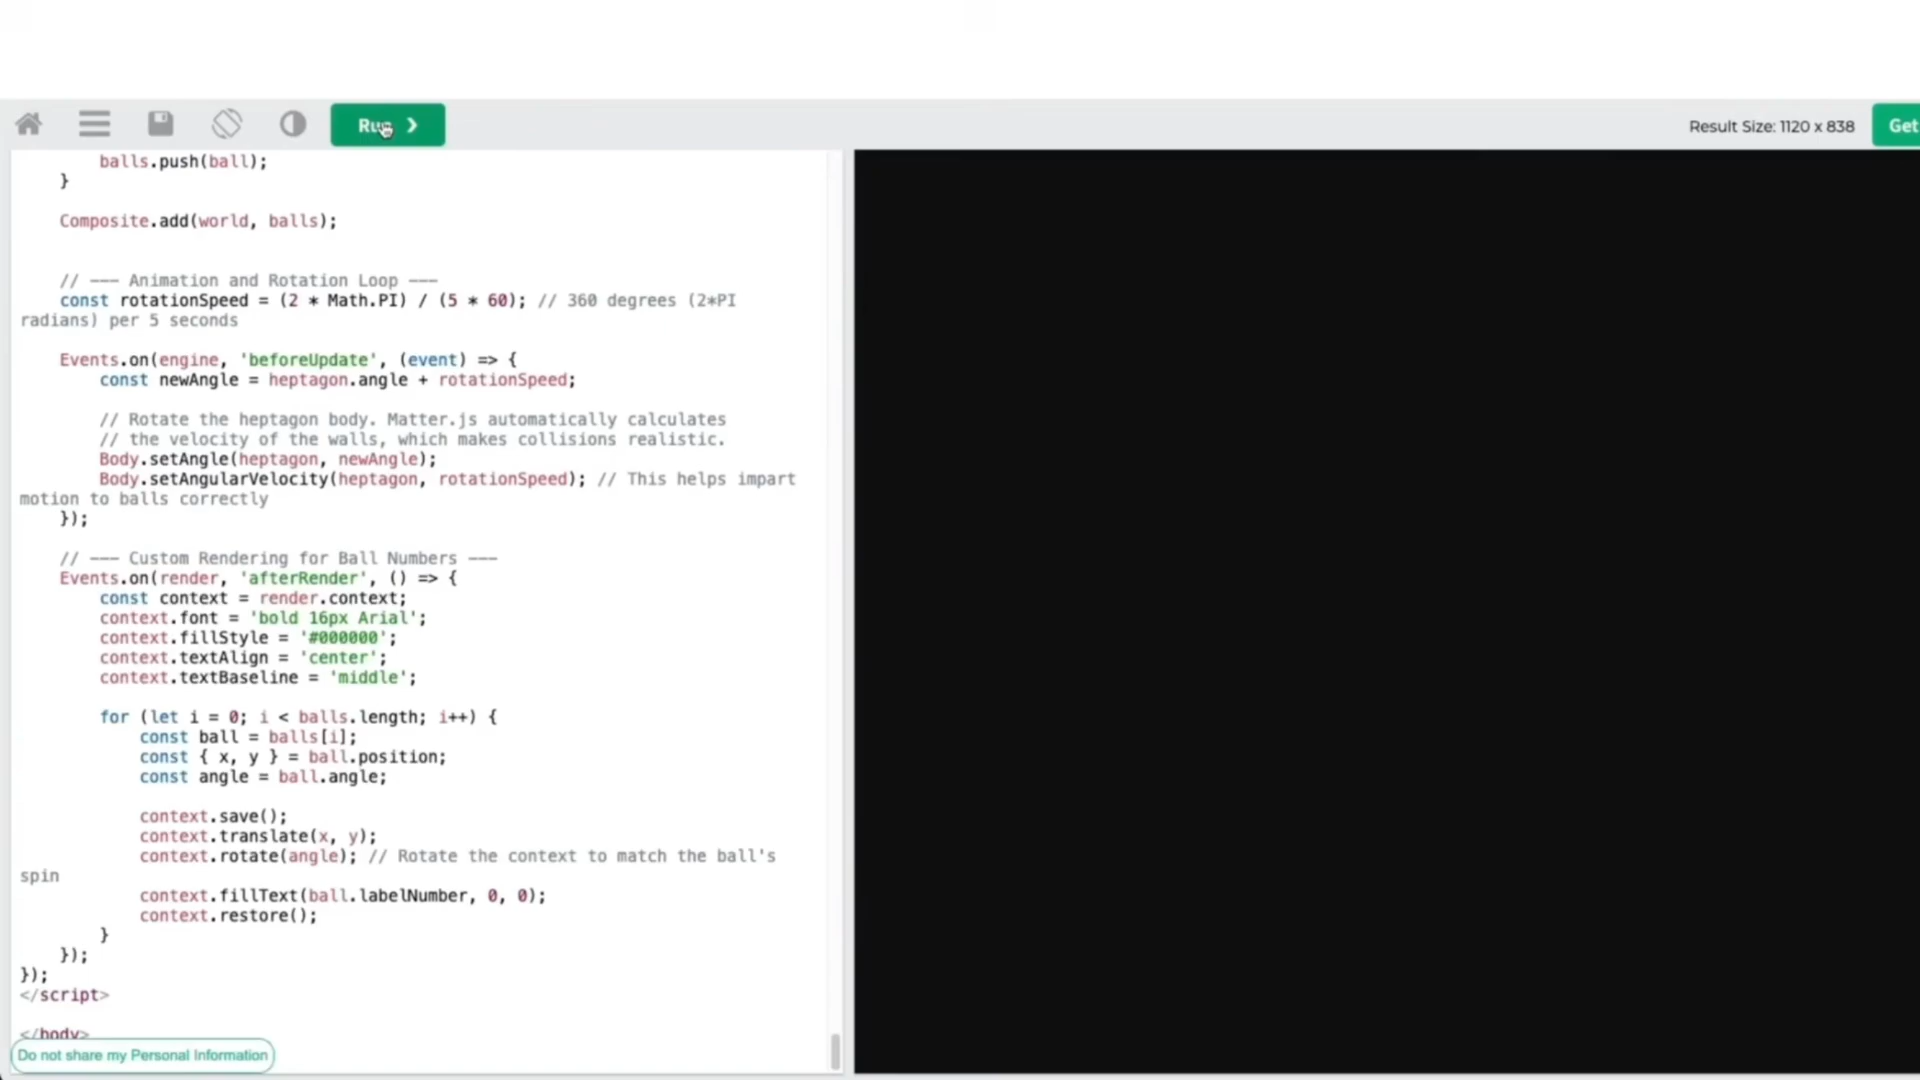 Run
Result Size: 1120 x 838
Get
balls.push(ball);
}
Composite.add(world, balls);
// --- Animation and Rotation Loop ---
const rotationSpeed = (2 * Math.PI) / (5 * 60); // 360 degrees (2*PI
radians) per 5 seconds
Events.on(engine, 'beforeUpdate', (event) => {
const newAngle = heptagon.angle + rotationSpeed;
// Rotate the heptagon body. Matter.js automatically calculates
// the velocity of the walls, which makes collisions realistic.
Body.setAngle(heptagon, newAngle);
Body.setAngularVelocity(heptagon, rotationSpeed); // This helps impart
motion to balls correctly
});
// --- Custom Rendering for Ball Numbers ---
Events.on(render, 'afterRender', () => {
const context = render.context;
context.font = 'bold 16px Arial';
context.fillStyle = '#000000';
context.textAlign = 'center';
context.textBaseline = 'middle';
for (let i = 0; i < balls.length; i++) {
const ball = balls[i];
const { x, y } = ball.position;
const angle = ball.angle;
context.save();
context.translate(x, y);
context.rotate(angle); // Rotate the context to match the ball's
spin
context.fillText(ball.labelNumber, 0, 0);
context.restore();
}
});
});
</script>
</body>
Do not share my Personal Information